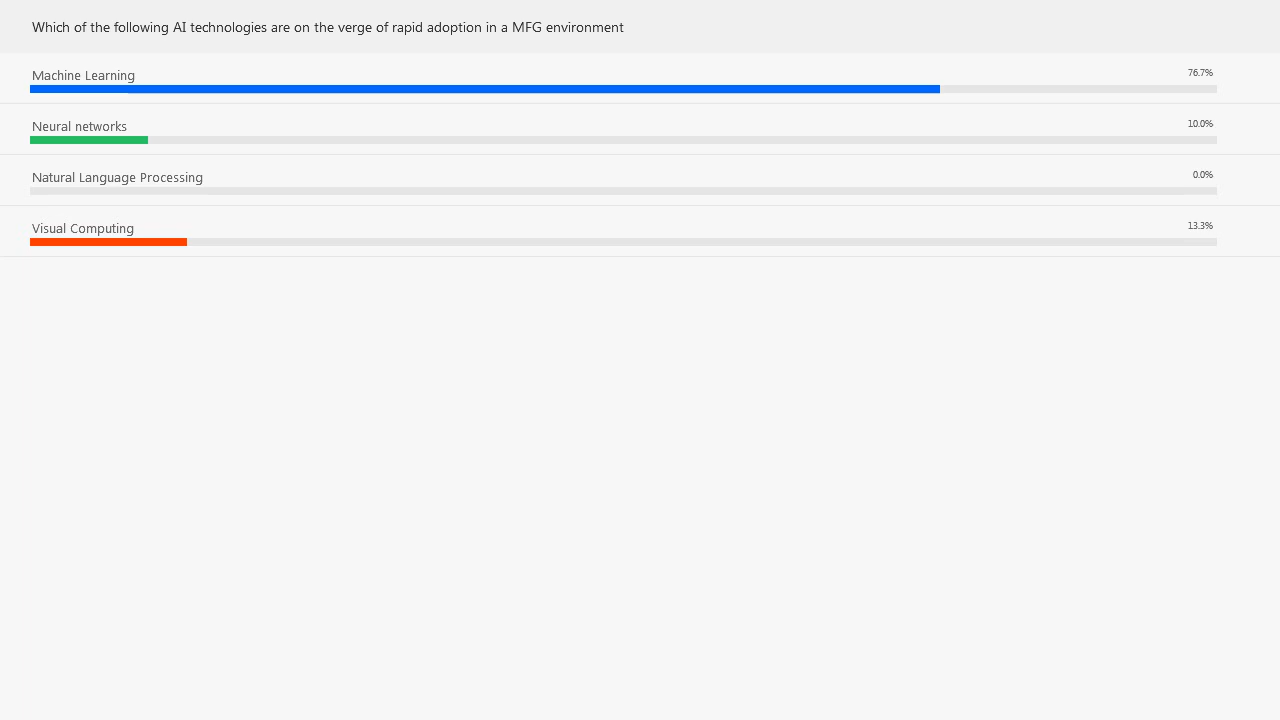 Which of the following AI technologies are on the verge of rapid adoption in a MFG environment
Machine Learning 76.7%
Neural networks 10.0%
Natural Language Processing 0.0%
Visual Computing 13.3%